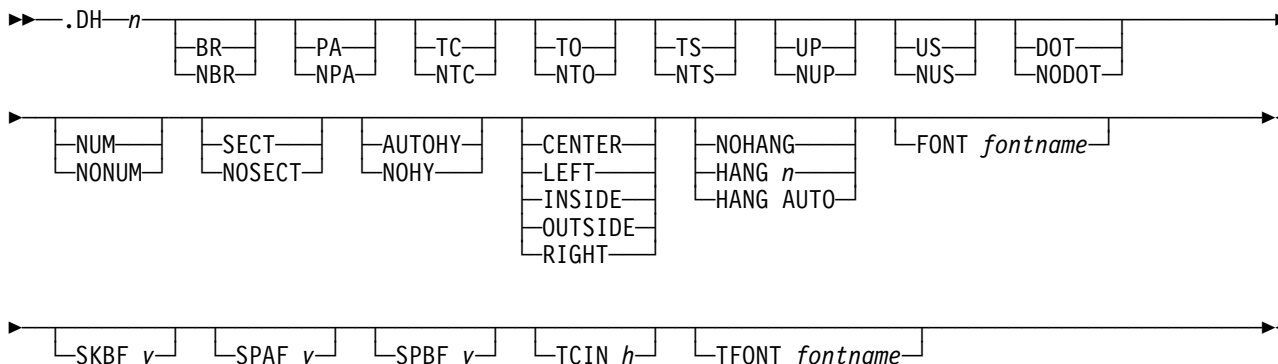 .DH n
BR PA TC TO TS UP US DOT
NBR NPA NTC NTO NTS NUP NUS NODOT
NUM SECT AUTOHY CENTER NOHANG FONT fontname
NONUM NOSECT NOHY LEFT HANG n
INSIDE HANG AUTO
OUTSIDE
RIGHT
SKBF v SPAF v SPBF v TCIN h TFONT fontname